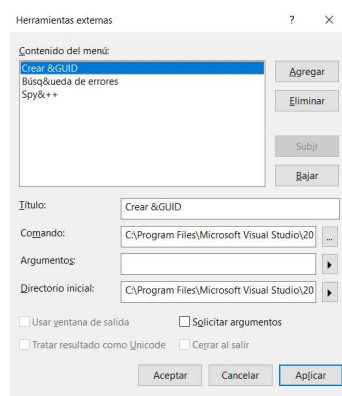 Herramientas externas ? ×
Contenido del menú:
Crear &GUID
Búsq&ueda de errores
Spy&++
Agregar
Eliminar
Subir
Bajar
Título: Crear &GUID
Comando: C:\Program Files\Microsoft Visual Studio\20 ...
Argumentos:
Directorio inicial: C:\Program Files\Microsoft Visual Studio\20
Usar ventana de salida Solicitar argumentos
Tratar resultado como Unicode Cerrar al salir
Aceptar Cancelar Aplicar